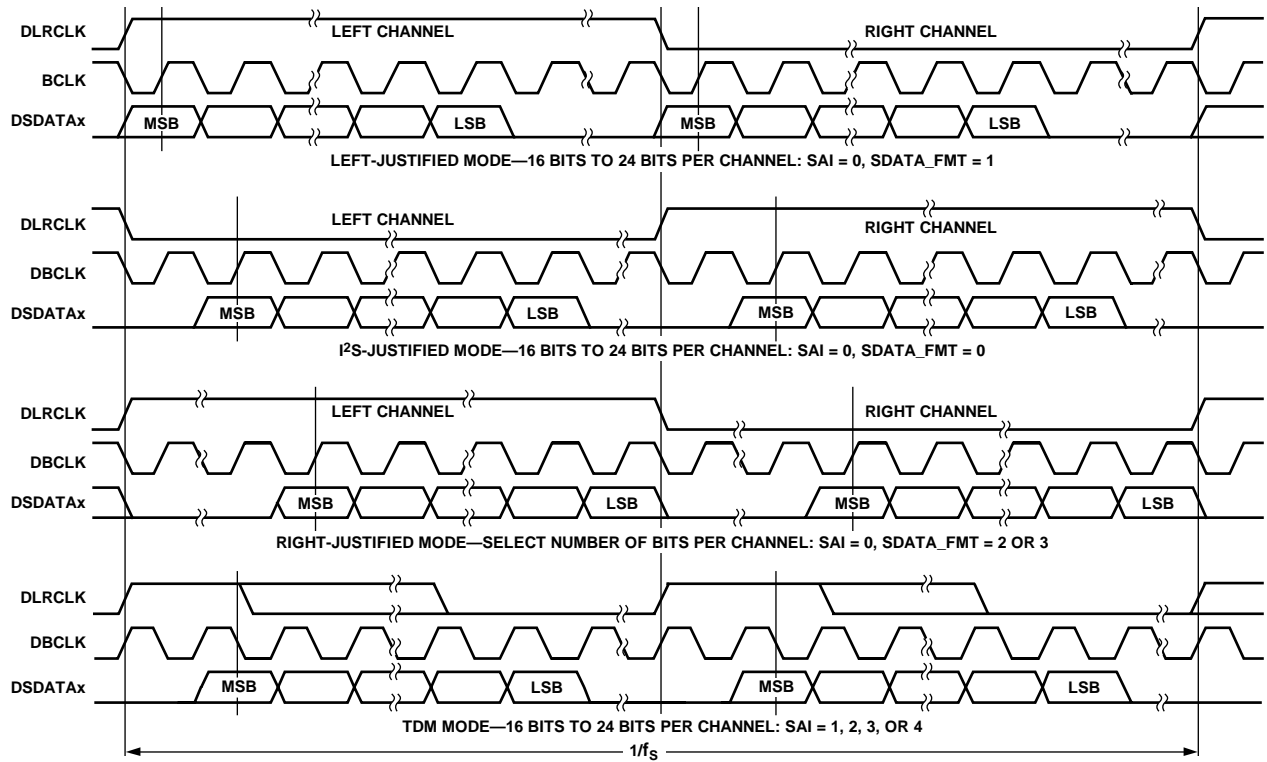 DLRCLK LEFT CHANNEL RIGHT CHANNEL
BCLK
DSDATAx MSB LSB MSB LSB
LEFT-JUSTIFIED MODE—16 BITS TO 24 BITS PER CHANNEL: SAI = 0, SDATA_FMT = 1
DLRCLK LEFT CHANNEL RIGHT CHANNEL
DBCLK
DSDATAx MSB LSB MSB LSB
I²S-JUSTIFIED MODE—16 BITS TO 24 BITS PER CHANNEL: SAI = 0, SDATA_FMT = 0
DLRCLK LEFT CHANNEL RIGHT CHANNEL
DBCLK
DSDATAx MSB LSB MSB LSB
RIGHT-JUSTIFIED MODE—SELECT NUMBER OF BITS PER CHANNEL: SAI = 0, SDATA_FMT = 2 OR 3
DLRCLK
DBCLK
DSDATAx MSB LSB MSB LSB
TDM MODE—16 BITS TO 24 BITS PER CHANNEL: SAI = 1, 2, 3, OR 4
1/fS